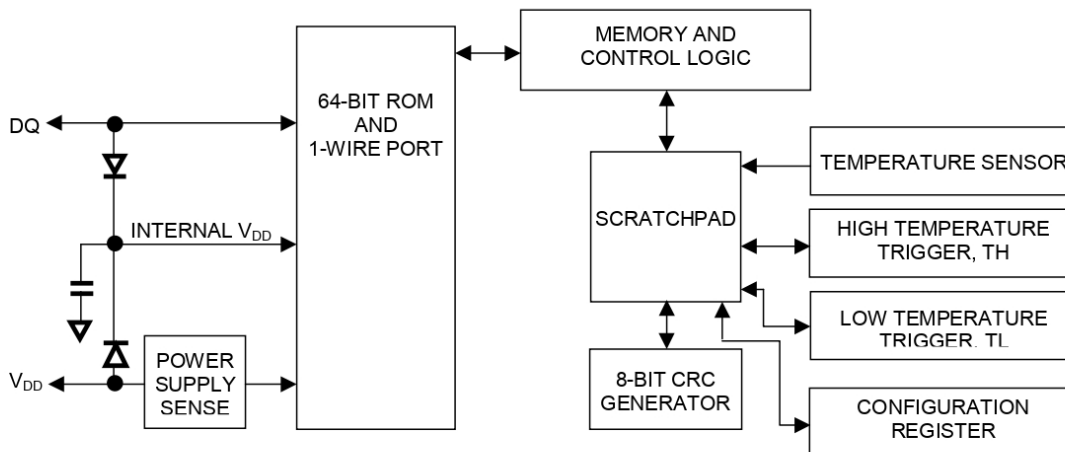 MEMORY AND
CONTROL LOGIC
64-BIT ROM
AND
1-WIRE PORT
DQ
INTERNAL VDD
VDD
POWER
SUPPLY
SENSE
SCRATCHPAD
8-BIT CRC
GENERATOR
TEMPERATURE SENSOR
HIGH TEMPERATURE
TRIGGER, TH
LOW TEMPERATURE
TRIGGER, TL
CONFIGURATION
REGISTER